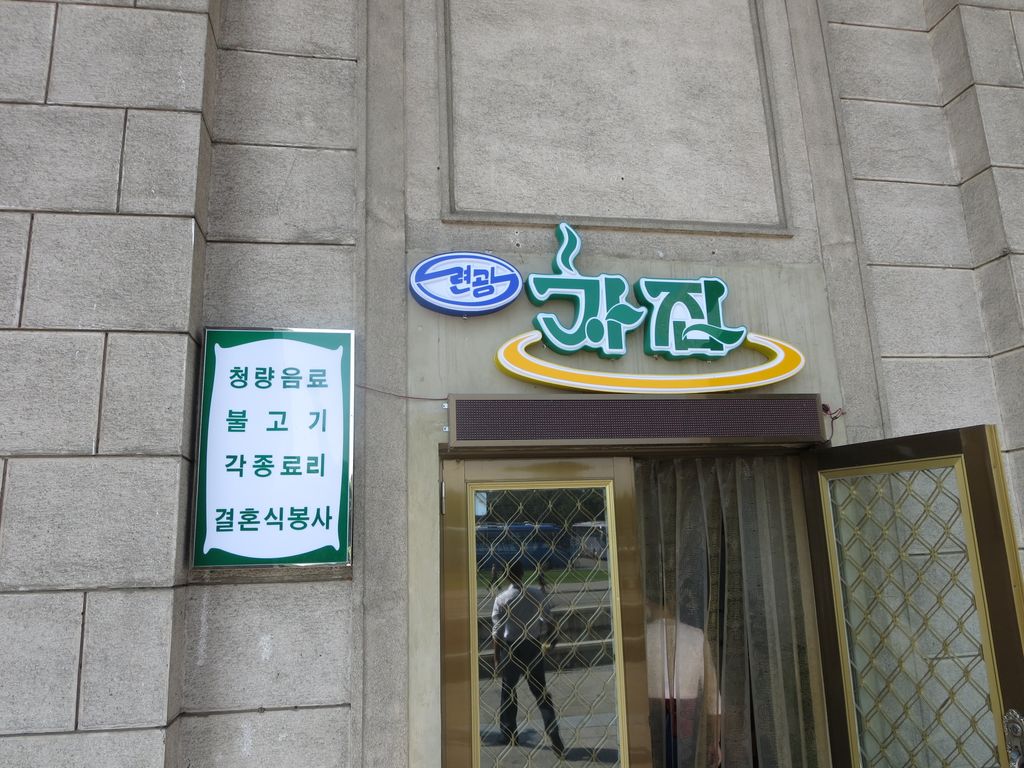 련광 차집
청량음료
불고기
각종료리
결혼식봉사